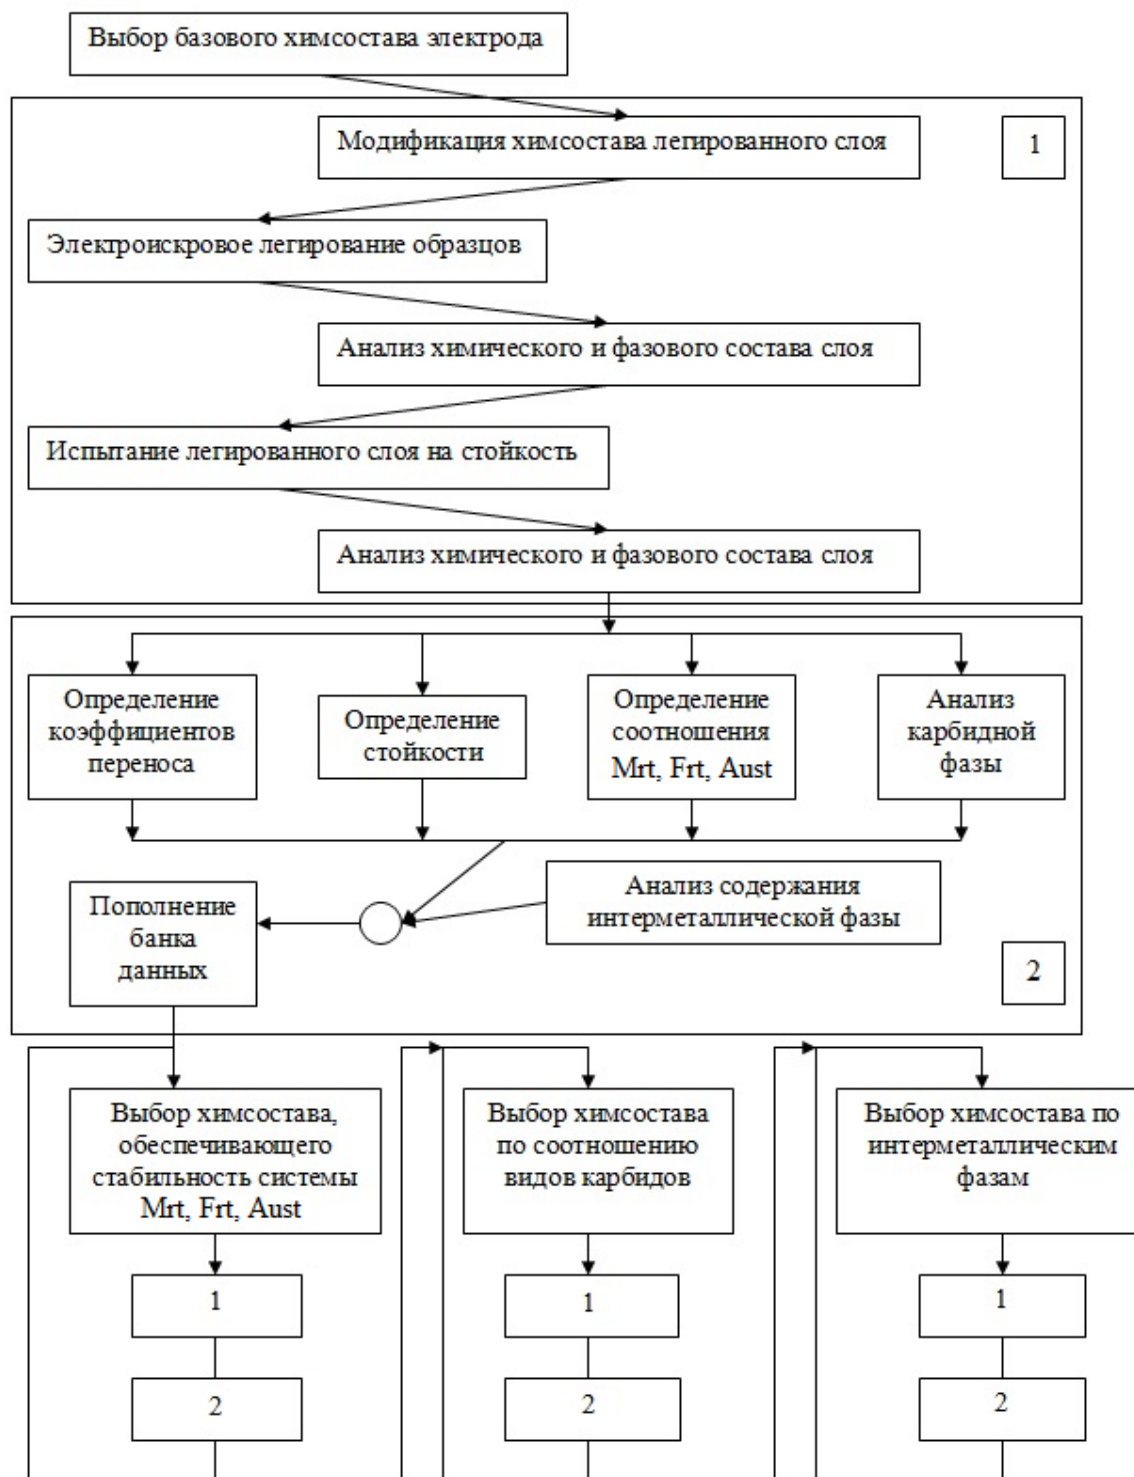 Выбор базового химсостава электрода
Модификация химсостава легированного слоя
1
Электроискровое легирование образцов
Анализ химического и фазового состава слоя
Испытание легированного слоя на стойкость
Анализ химического и фазового состава слоя
Определение
коэффициентов
переноса
Определение
стойкости
Определение
соотношения
Mrt, Frt, Aust
Анализ
карбидной
фазы
Анализ содержания
интерметаллической фазы
Пополнение
банка
данных
2
Выбор химсостава,
обеспечивающего
стабильность системы
Mrt, Frt, Aust
Выбор химсостава
по соотношению
видов карбидов
Выбор химсостава по
интерметаллическим
фазам
1
1
1
2
2
2